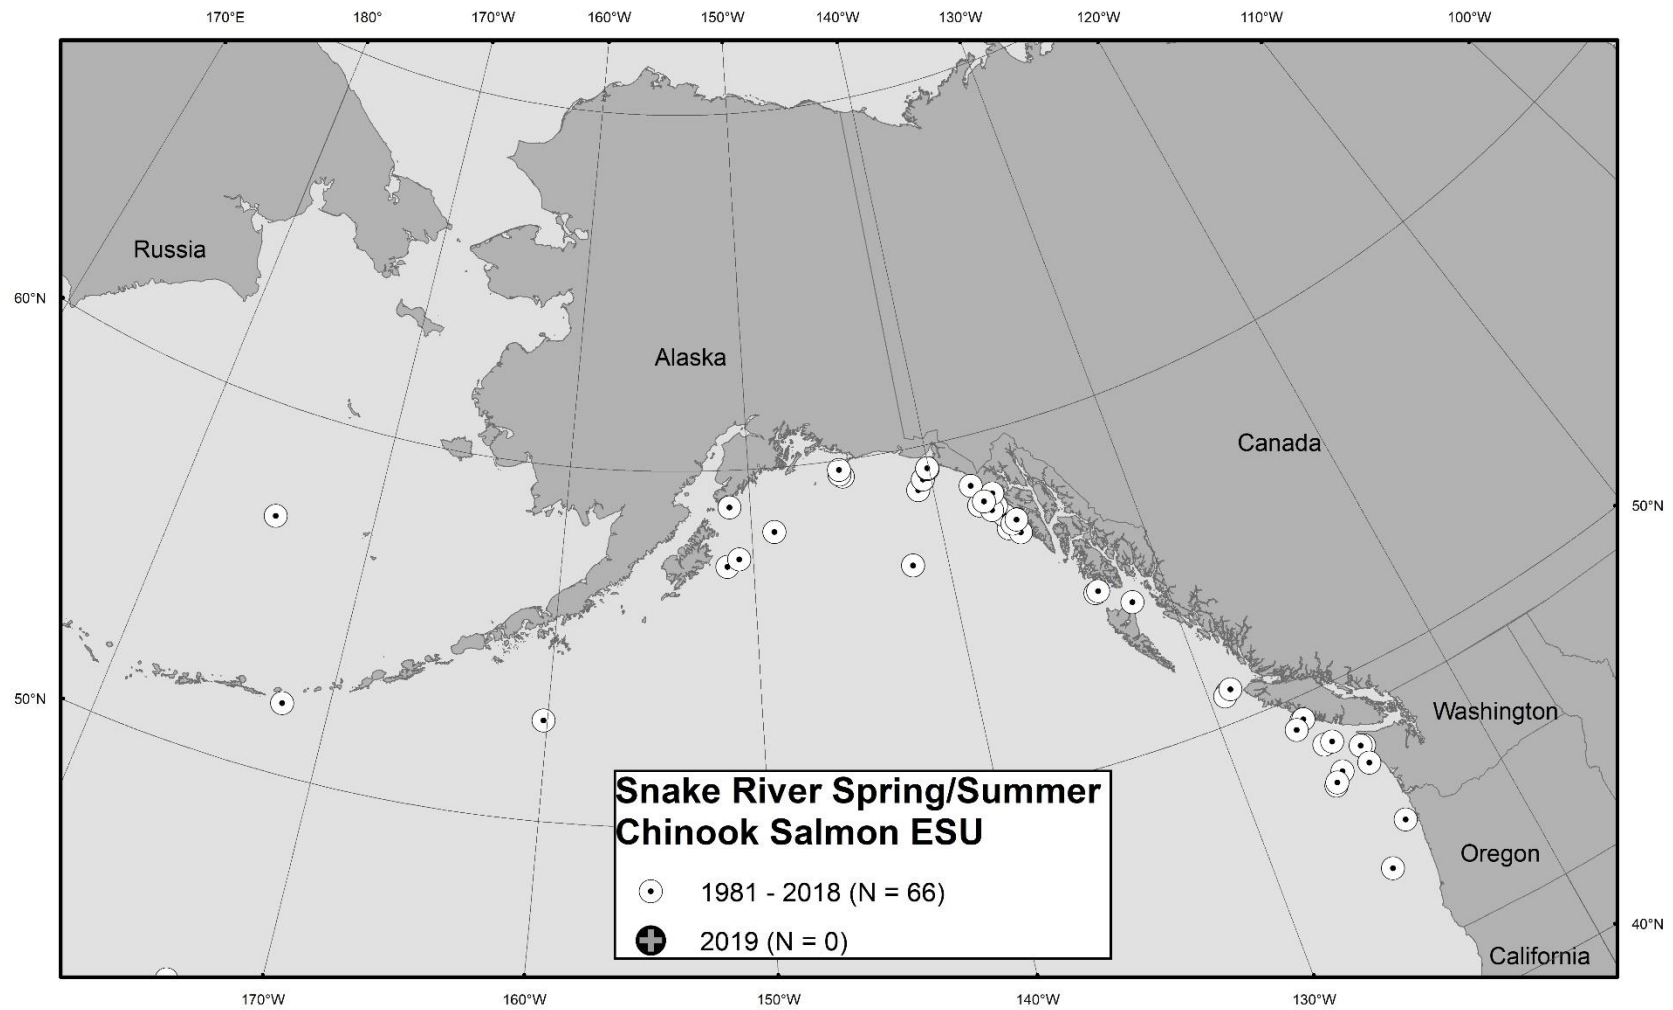 170°E 180° 170°W 160°W 150°W 140°W 130°W 120°W 110°W 100°W
Russia
60°N
Alaska
Canada
50°N
50°N
Washington
Snake River Spring/Summer
Chinook Salmon ESU
Oregon
1981 - 2018 (N = 66)
40°N
2019 (N = 0)
California
170°W 160°W 150°W 140°W 130°W